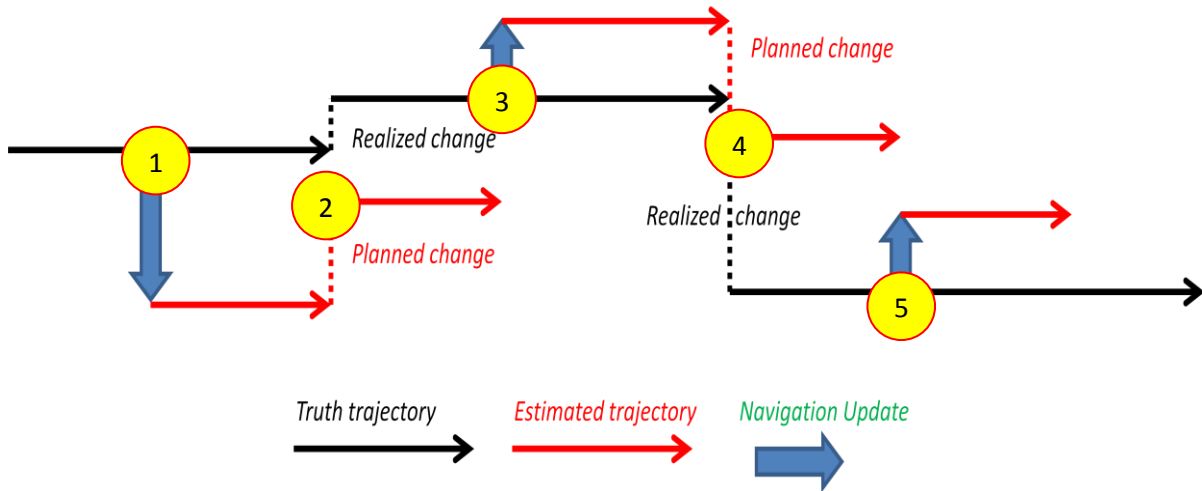 3
Planned change
1
Realized change
4
2
Realized change
Planned change
5
Truth trajectory
Estimated trajectory
Navigation Update